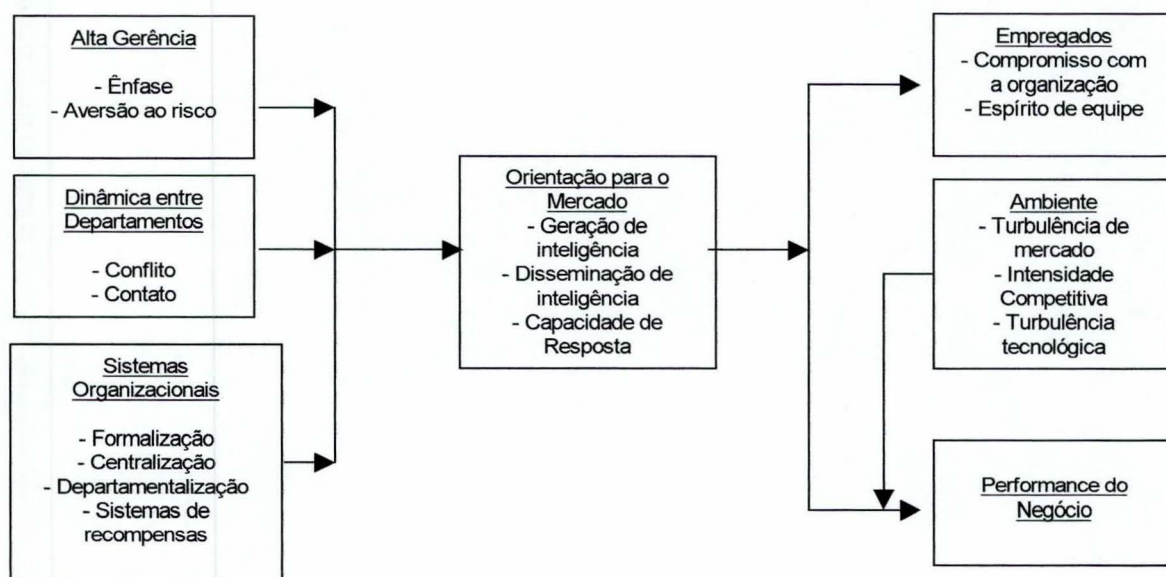 Alta Gerência
- Ênfase
- Aversão ao risco
Dinâmica entre
Departamentos
- Conflito
- Contato
Sistemas
Organizacionais
- Formalização
- Centralização
- Departamentalização
- Sistemas de
recompensas
Orientação para o
Mercado
- Geração de
inteligência
- Disseminação de
inteligência
- Capacidade de
Resposta
Empregados
- Compromisso com
a organização
- Espírito de equipe
Ambiente
- Turbulência de
mercado
- Intensidade
Competitiva
- Turbulência
tecnológica
Performance do
Negócio